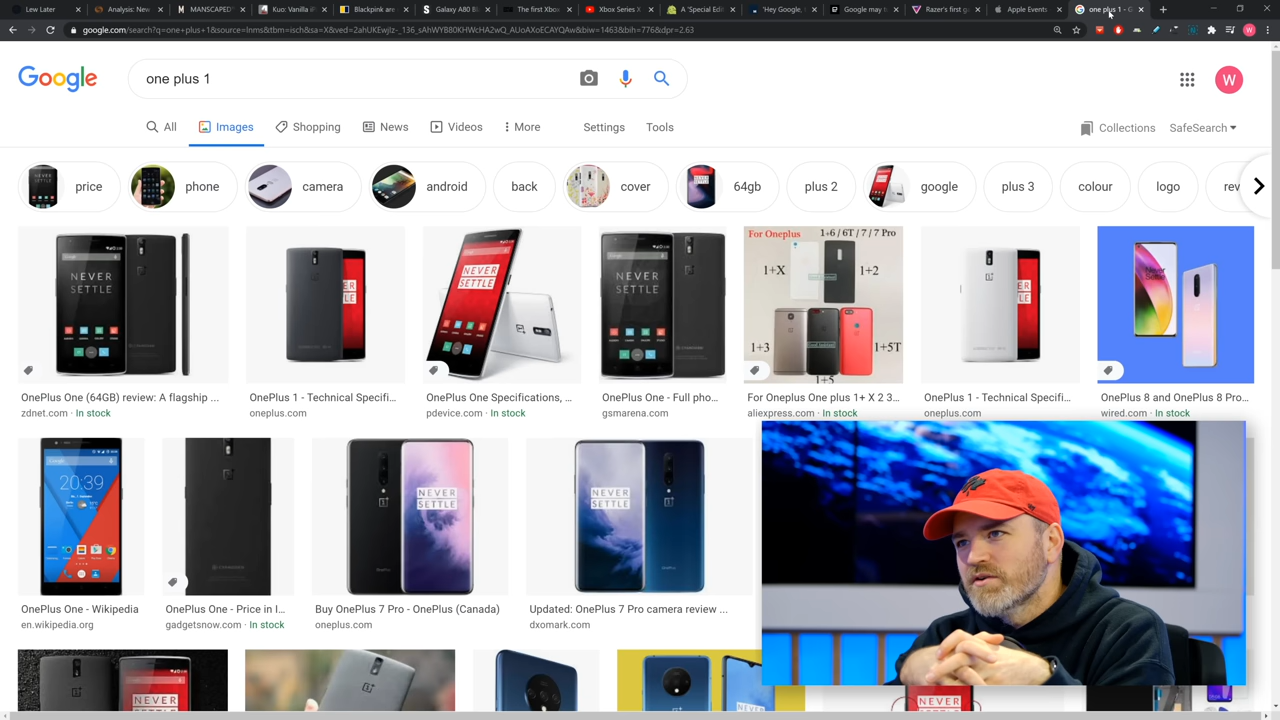 Lew Later
Analysis: New
MANSCAPED™
Kuo: Vanilla iP
Blackpink are
Galaxy A80 Bl
The first Xbox
Xbox Series X
A 'Special Edi
'Hey Google,
Google may t
Razer's first g
Apple Events
one plus 1 - G
google.com/search?q=one+plus+1&source=lnms&tbm=isch&sa=X&ved=2ahUKEwjIz-_136_sAhWYB80KHWcHA2wQ_AUoAXoECAYQAw&biw=1463&bih=776&dpr=2.63
Google
one plus 1
W
All
Images
Shopping
News
Videos
More
Settings
Tools
Collections
SafeSearch
price
phone
camera
android
back
cover
64gb
plus 2
google
plus 3
colour
logo
rev
NEVER
SETTLE
NEVER
SETTLE
NEVER
SETTLE
For Oneplus
1+6 / 6T / 7 / 7 Pro
1+X
1+2
1+3
1+5T
1+5
OnePlus One (64GB) review: A flagship ...
zdnet.com · In stock
OnePlus 1 - Technical Specifi...
oneplus.com
OnePlus One Specifications, ...
pdevice.com · In stock
OnePlus One - Full pho...
gsmarena.com
For Oneplus One plus 1+ X 2 3...
aliexpress.com · In stock
OnePlus 1 - Technical Specifi...
oneplus.com
OnePlus 8 and OnePlus 8 Pro...
wired.com · In stock
20:39
NEVER
SETTLE
NEVER
SETTLE
OnePlus One - Wikipedia
en.wikipedia.org
OnePlus One - Price in I...
gadgetsnow.com · In stock
Buy OnePlus 7 Pro - OnePlus (Canada)
oneplus.com
Updated: OnePlus 7 Pro camera review ...
dxomark.com
NEVER
SETTLE